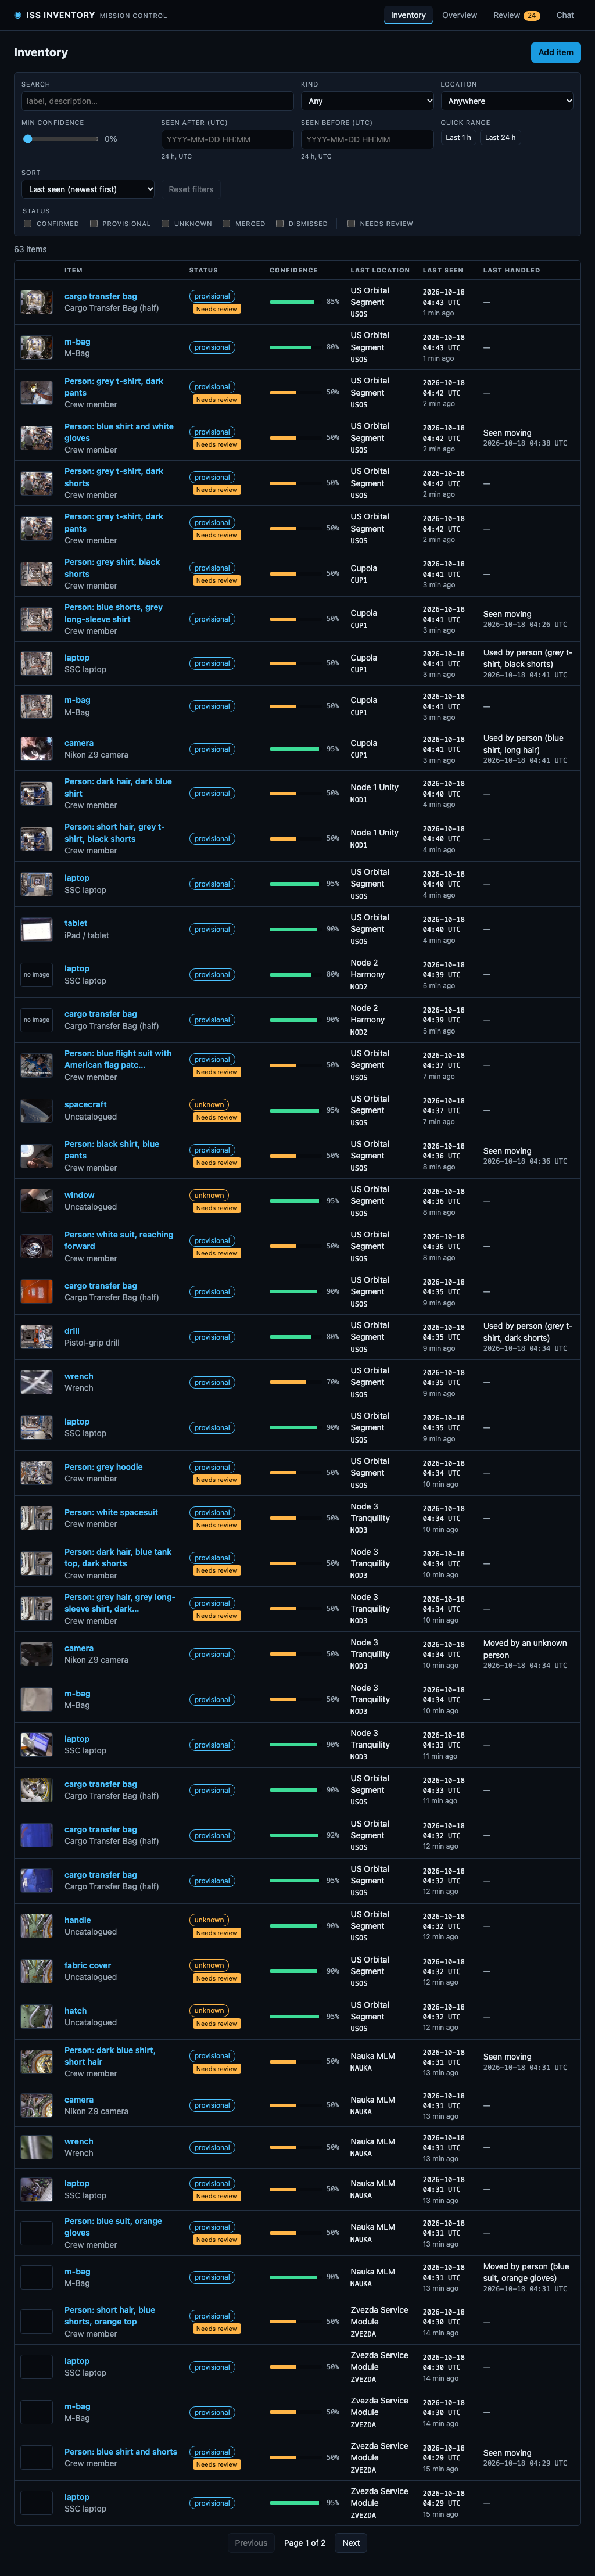 ISS INVENTORY MISSION CONTROL
Inventory Overview Review 24 Chat
Inventory
Add item
SEARCH KIND LOCATION
label, description... Any Anywhere
MIN CONFIDENCE SEEN AFTER (UTC) SEEN BEFORE (UTC) QUICK RANGE
0% YYYY-MM-DD HH:MM YYYY-MM-DD HH:MM Last 1 h Last 24 h
24 h, UTC 24 h, UTC
SORT
Last seen (newest first) Reset filters
STATUS
CONFIRMED PROVISIONAL UNKNOWN MERGED DISMISSED NEEDS REVIEW
63 items
ITEM STATUS CONFIDENCE LAST LOCATION LAST SEEN LAST HANDLED
cargo transfer bag Cargo Transfer Bag (half) provisional Needs review 85% US Orbital Segment USOS 2026-10-18 04:43 UTC 1 min ago —
m-bag M-Bag provisional 80% US Orbital Segment USOS 2026-10-18 04:43 UTC 1 min ago —
Person: grey t-shirt, dark pants Crew member provisional Needs review 50% US Orbital Segment USOS 2026-10-18 04:42 UTC 2 min ago —
Person: blue shirt and white gloves Crew member provisional Needs review 50% US Orbital Segment USOS 2026-10-18 04:42 UTC 2 min ago Seen moving 2026-10-18 04:38 UTC
Person: grey t-shirt, dark shorts Crew member provisional Needs review 50% US Orbital Segment USOS 2026-10-18 04:42 UTC 2 min ago —
Person: grey t-shirt, dark pants Crew member provisional Needs review 50% US Orbital Segment USOS 2026-10-18 04:42 UTC 2 min ago —
Person: grey shirt, black shorts Crew member provisional Needs review 50% Cupola CUP1 2026-10-18 04:41 UTC 3 min ago —
Person: blue shorts, grey long-sleeve shirt Crew member provisional 50% Cupola CUP1 2026-10-18 04:41 UTC 3 min ago Seen moving 2026-10-18 04:26 UTC
laptop SSC laptop provisional 50% Cupola CUP1 2026-10-18 04:41 UTC 3 min ago Used by person (grey t-shirt, black shorts) 2026-10-18 04:41 UTC
m-bag M-Bag provisional 50% Cupola CUP1 2026-10-18 04:41 UTC 3 min ago —
camera Nikon Z9 camera provisional 95% Cupola CUP1 2026-10-18 04:41 UTC 3 min ago Used by person (blue shirt, long hair) 2026-10-18 04:41 UTC
Person: dark hair, dark blue shirt Crew member provisional 50% Node 1 Unity NOD1 2026-10-18 04:40 UTC 4 min ago —
Person: short hair, grey t-shirt, black shorts Crew member provisional 50% Node 1 Unity NOD1 2026-10-18 04:40 UTC 4 min ago —
laptop SSC laptop provisional 95% US Orbital Segment USOS 2026-10-18 04:40 UTC 4 min ago —
tablet iPad / tablet provisional 90% US Orbital Segment USOS 2026-10-18 04:40 UTC 4 min ago —
no image laptop SSC laptop provisional 80% Node 2 Harmony NOD2 2026-10-18 04:39 UTC 5 min ago —
no image cargo transfer bag Cargo Transfer Bag (half) provisional 90% Node 2 Harmony NOD2 2026-10-18 04:39 UTC 5 min ago —
Person: blue flight suit with American flag patc... Crew member provisional Needs review 50% US Orbital Segment USOS 2026-10-18 04:37 UTC 7 min ago —
spacecraft Uncatalogued unknown Needs review 95% US Orbital Segment USOS 2026-10-18 04:37 UTC 7 min ago —
Person: black shirt, blue pants Crew member provisional Needs review 50% US Orbital Segment USOS 2026-10-18 04:36 UTC 8 min ago Seen moving 2026-10-18 04:36 UTC
window Uncatalogued unknown Needs review 95% US Orbital Segment USOS 2026-10-18 04:36 UTC 8 min ago —
Person: white suit, reaching forward Crew member provisional Needs review 50% US Orbital Segment USOS 2026-10-18 04:36 UTC 8 min ago —
cargo transfer bag Cargo Transfer Bag (half) provisional 90% US Orbital Segment USOS 2026-10-18 04:35 UTC 9 min ago —
drill Pistol-grip drill provisional 80% US Orbital Segment USOS 2026-10-18 04:35 UTC 9 min ago Used by person (grey t-shirt, dark shorts) 2026-10-18 04:34 UTC
wrench Wrench provisional 70% US Orbital Segment USOS 2026-10-18 04:35 UTC 9 min ago —
laptop SSC laptop provisional 90% US Orbital Segment USOS 2026-10-18 04:35 UTC 9 min ago —
Person: grey hoodie Crew member provisional Needs review 50% US Orbital Segment USOS 2026-10-18 04:34 UTC 10 min ago —
Person: white spacesuit Crew member provisional Needs review 50% Node 3 Tranquility NOD3 2026-10-18 04:34 UTC 10 min ago —
Person: dark hair, blue tank top, dark shorts Crew member provisional Needs review 50% Node 3 Tranquility NOD3 2026-10-18 04:34 UTC 10 min ago —
Person: grey hair, grey long-sleeve shirt, dark... Crew member provisional Needs review 50% Node 3 Tranquility NOD3 2026-10-18 04:34 UTC 10 min ago —
camera Nikon Z9 camera provisional 50% Node 3 Tranquility NOD3 2026-10-18 04:34 UTC 10 min ago Moved by an unknown person 2026-10-18 04:34 UTC
m-bag M-Bag provisional 50% Node 3 Tranquility NOD3 2026-10-18 04:34 UTC 10 min ago —
laptop SSC laptop provisional 90% Node 3 Tranquility NOD3 2026-10-18 04:33 UTC 11 min ago —
cargo transfer bag Cargo Transfer Bag (half) provisional 90% US Orbital Segment USOS 2026-10-18 04:33 UTC 11 min ago —
cargo transfer bag Cargo Transfer Bag (half) provisional 92% US Orbital Segment USOS 2026-10-18 04:32 UTC 12 min ago —
cargo transfer bag Cargo Transfer Bag (half) provisional 95% US Orbital Segment USOS 2026-10-18 04:32 UTC 12 min ago —
handle Uncatalogued unknown Needs review 90% US Orbital Segment USOS 2026-10-18 04:32 UTC 12 min ago —
fabric cover Uncatalogued unknown Needs review 90% US Orbital Segment USOS 2026-10-18 04:32 UTC 12 min ago —
hatch Uncatalogued unknown Needs review 95% US Orbital Segment USOS 2026-10-18 04:32 UTC 12 min ago —
Person: dark blue shirt, short hair Crew member provisional Needs review 50% Nauka MLM NAUKA 2026-10-18 04:31 UTC 13 min ago Seen moving 2026-10-18 04:31 UTC
camera Nikon Z9 camera provisional 50% Nauka MLM NAUKA 2026-10-18 04:31 UTC 13 min ago —
wrench Wrench provisional 50% Nauka MLM NAUKA 2026-10-18 04:31 UTC 13 min ago —
laptop SSC laptop provisional Needs review 50% Nauka MLM NAUKA 2026-10-18 04:31 UTC 13 min ago —
Person: blue suit, orange gloves Crew member provisional Needs review 50% Nauka MLM NAUKA 2026-10-18 04:31 UTC 13 min ago —
m-bag M-Bag provisional 90% Nauka MLM NAUKA 2026-10-18 04:31 UTC 13 min ago Moved by person (blue suit, orange gloves) 2026-10-18 04:31 UTC
Person: short hair, blue shorts, orange top Crew member provisional Needs review 50% Zvezda Service Module ZVEZDA 2026-10-18 04:30 UTC 14 min ago —
laptop SSC laptop provisional 50% Zvezda Service Module ZVEZDA 2026-10-18 04:30 UTC 14 min ago —
m-bag M-Bag provisional 50% Zvezda Service Module ZVEZDA 2026-10-18 04:30 UTC 14 min ago —
Person: blue shirt and shorts Crew member provisional Needs review 50% Zvezda Service Module ZVEZDA 2026-10-18 04:29 UTC 15 min ago Seen moving 2026-10-18 04:29 UTC
laptop SSC laptop provisional 95% Zvezda Service Module ZVEZDA 2026-10-18 04:29 UTC 15 min ago —
Previous Page 1 of 2 Next